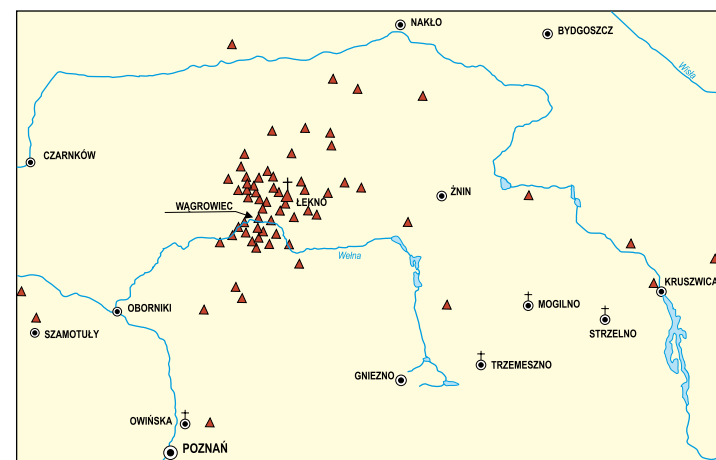 NAKŁO
BYDGOSZCZ
Wisła
CZARNKÓW
ŻNIN
ŁEKNO
WĄGROWIEC
Wełna
KRUSZWICA
OBORNIKI
MOGILNO
SZAMOTUŁY
STRZELNO
TRZEMESZNO
GNIEZNO
OWIŃSKA
POZNAŃ